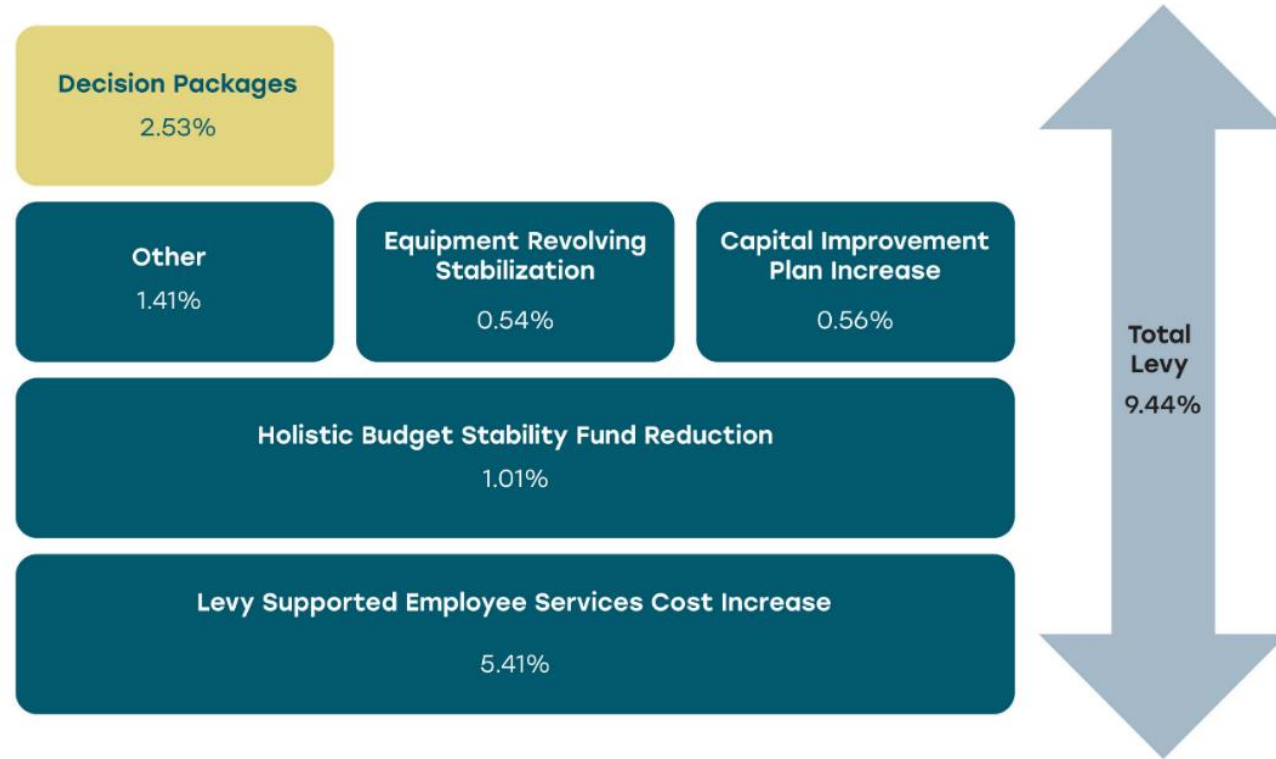 Decision Packages
2.53%
Other
1.41%
Equipment Revolving
Stabilization
0.54%
Capital Improvement
Plan Increase
0.56%
Holistic Budget Stability Fund Reduction
1.01%
Levy Supported Employee Services Cost Increase
5.41%
Total
Levy
9.44%